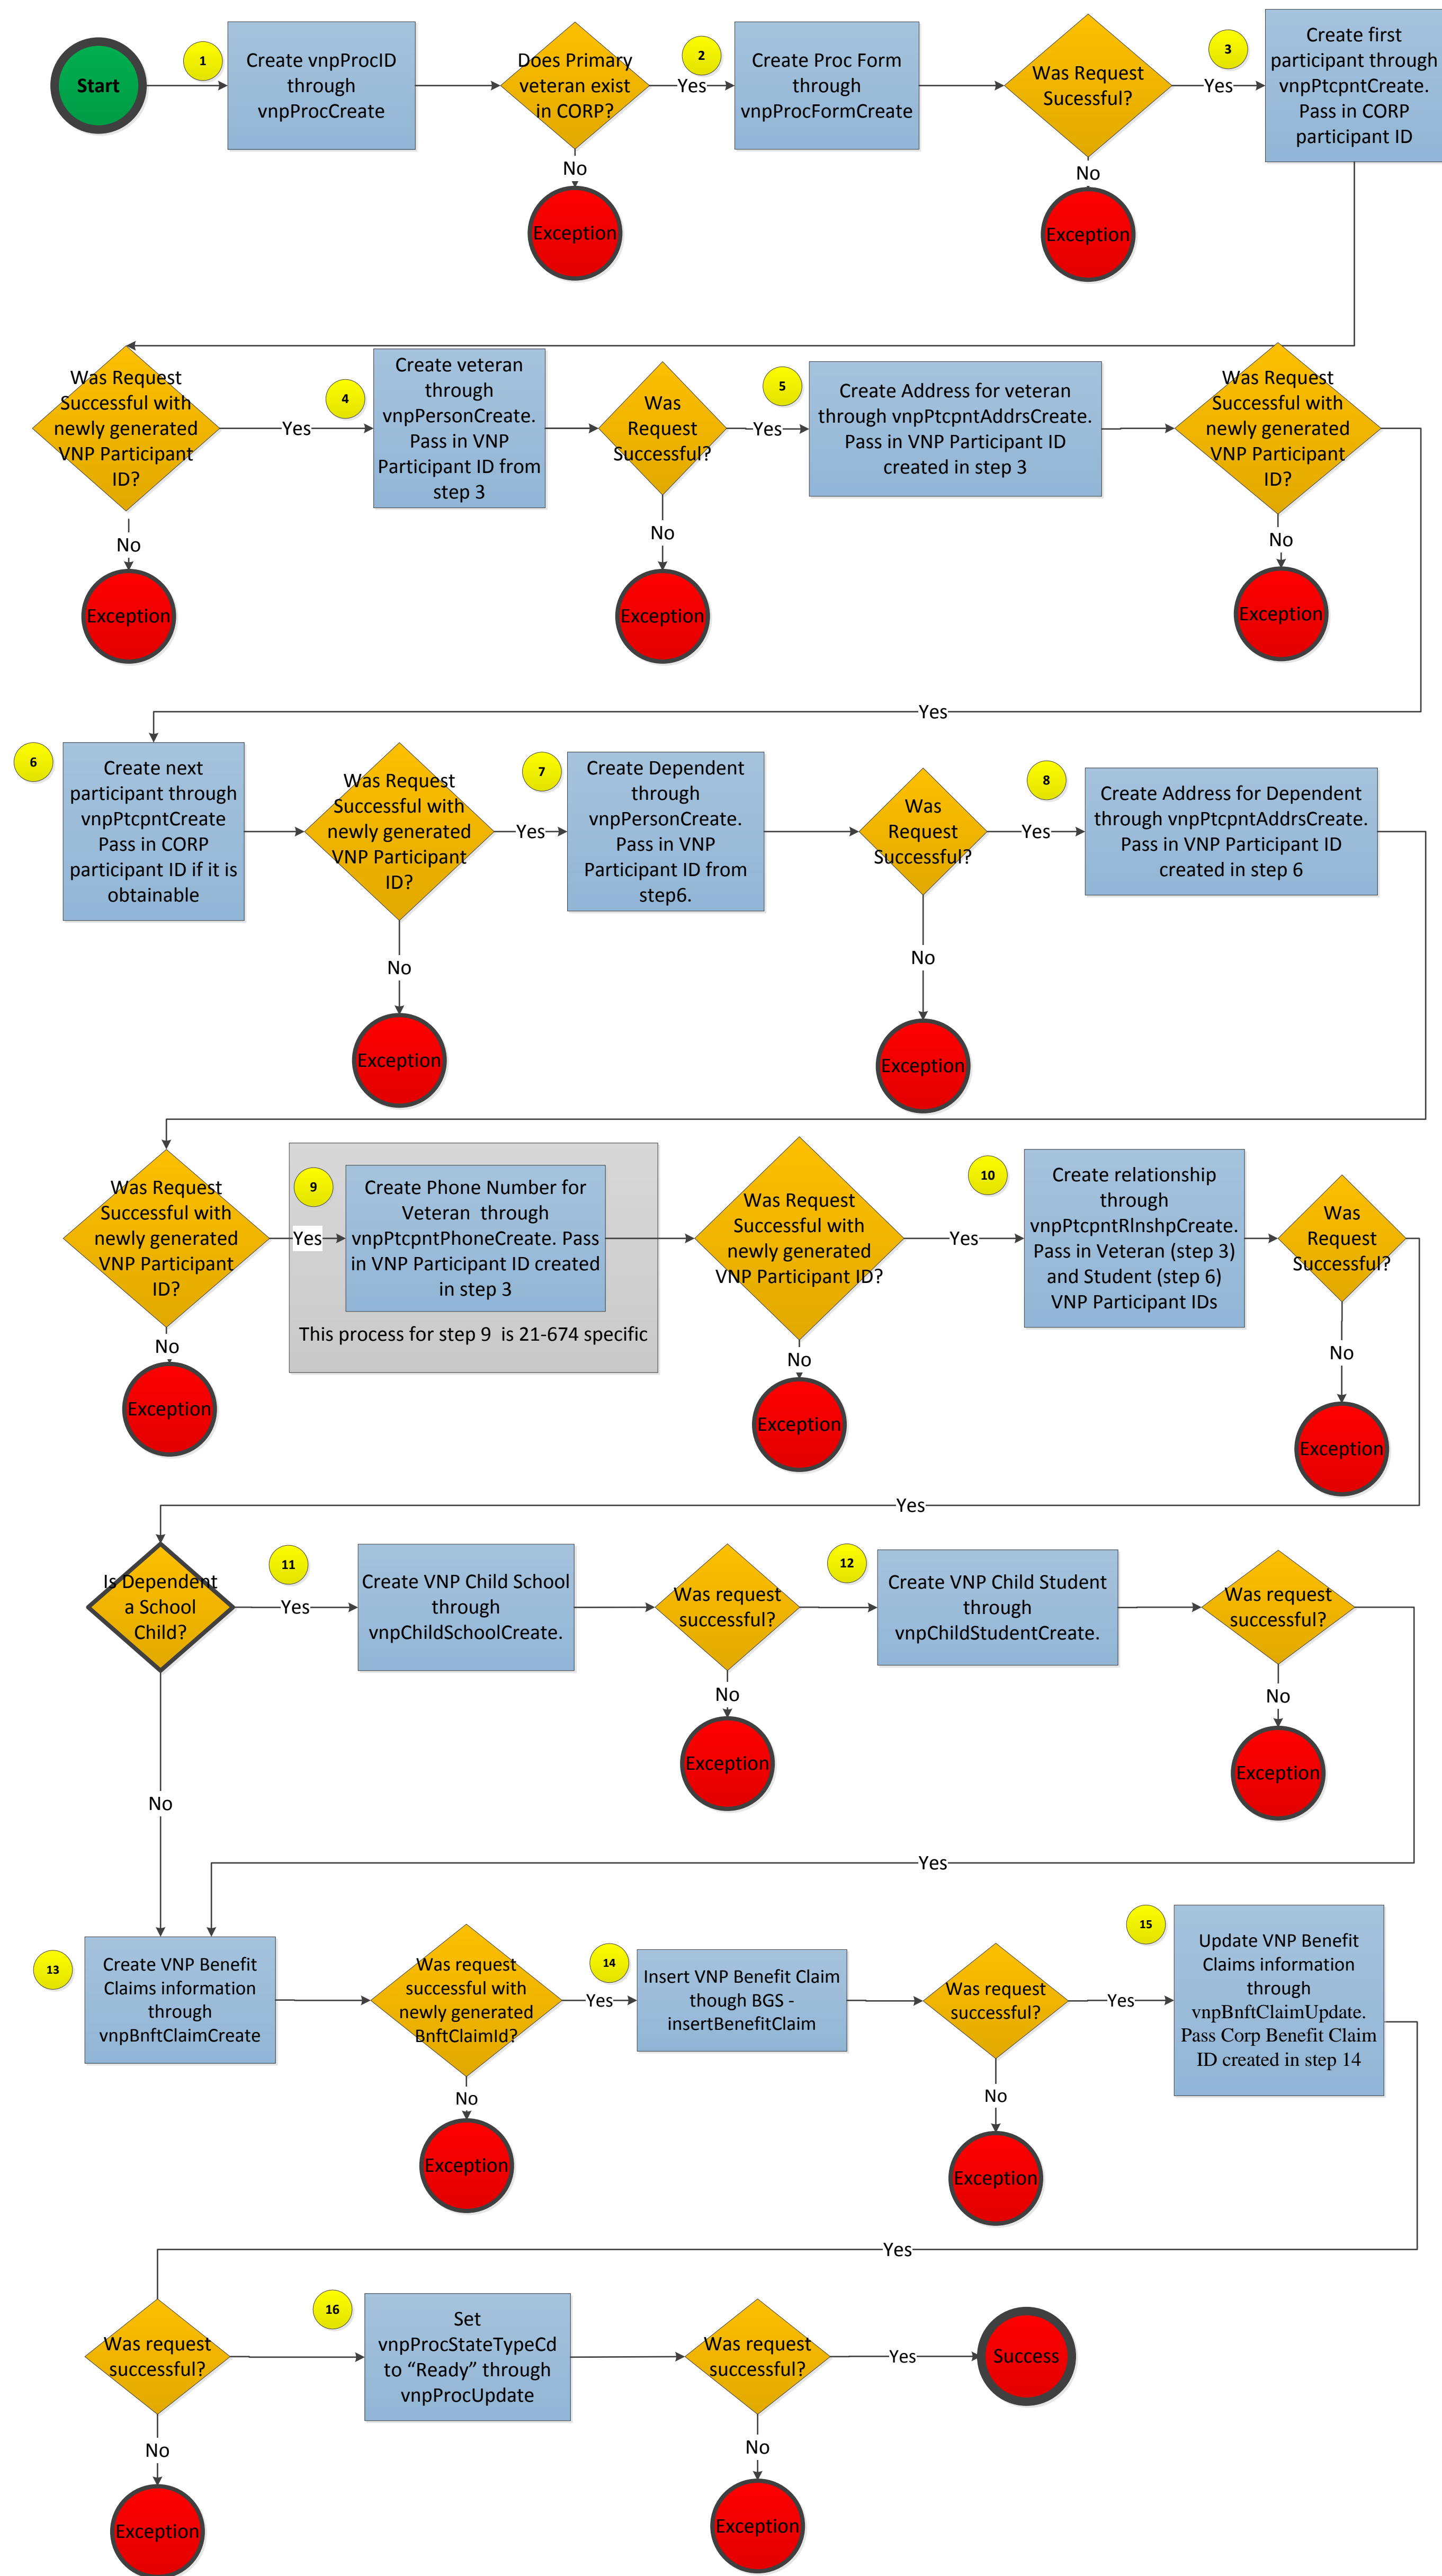 Start
1
Create vnpProcID
through
vnpProcCreate
Does Primary
veteran exist
in CORP?
Yes
2
Create Proc Form
through
vnpProcFormCreate
Was Request
Sucessful?
Yes
3
Create first
participant through
vnpPtcpntCreate.
Pass in CORP
participant ID
No
Exception
No
Exception
Was Request
Successful with
newly generated
VNP Participant
ID?
Yes
4
Create veteran
through
vnpPersonCreate.
Pass in VNP
Participant ID from
step 3
Was
Request
Successful?
Yes
5
Create Address for veteran
through vnpPtcpntAddrsCreate.
Pass in VNP Participant ID
created in step 3
Was Request
Successful with
newly generated
VNP Participant
ID?
No
Exception
No
Exception
No
Exception
Yes
6
Create next
participant through
vnpPtcpntCreate
Pass in CORP
participant ID if it is
obtainable
Was Request
Successful with
newly generated
VNP Participant
ID?
Yes
7
Create Dependent
through
vnpPersonCreate.
Pass in VNP
Participant ID from
step6.
Was
Request
Successful?
Yes
8
Create Address for Dependent
through vnpPtcpntAddrsCreate.
Pass in VNP Participant ID
created in step 6
No
Exception
No
Exception
Was Request
Successful with
newly generated
VNP Participant
ID?
Yes
9
Create Phone Number for
Veteran through
vnpPtcpntPhoneCreate. Pass
in VNP Participant ID created
in step 3
This process for step 9 is 21-674 specific
Was Request
Successful with
newly generated
VNP Participant ID?
Yes
10
Create relationship
through
vnpPtcpntRlnshpCreate.
Pass in Veteran (step 3)
and Student (step 6)
VNP Participant IDs
Was
Request
Successful?
No
Exception
No
Exception
No
Exception
Yes
Is Dependent
a School
Child?
Yes
11
Create VNP Child School
through
vnpChildSchoolCreate.
Was request
successful?
12
Create VNP Child Student
through
vnpChildStudentCreate.
Was request
successful?
No
Exception
No
Exception
No
Yes
13
Create VNP Benefit
Claims information
through
vnpBnftClaimCreate
Was request
successful with
newly generated
BnftClaimId?
Yes
14
Insert VNP Benefit Claim
though BGS -
insertBenefitClaim
Was request
successful?
Yes
15
Update VNP Benefit
Claims information
through
vnpBnftClaimUpdate.
Pass Corp Benefit Claim
ID created in step 14
No
Exception
No
Exception
Yes
Was request
successful?
16
Set
vnpProcStateTypeCd
to “Ready” through
vnpProcUpdate
Was request
successful?
Yes
Success
No
Exception
No
Exception